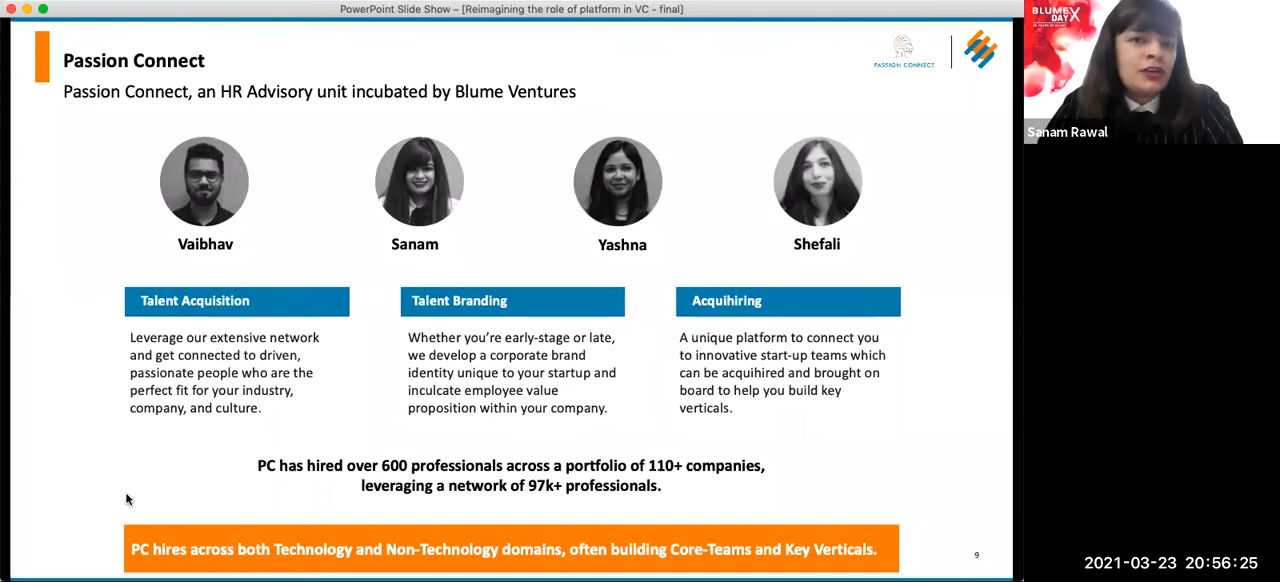 PowerPoint Slide Show – [Reimagining the role of platform in VC - final]
Passion Connect
PASSION CONNECT
Passion Connect, an HR Advisory unit incubated by Blume Ventures
Vaibhav
Sanam
Yashna
Shefali
Talent Acquisition
Leverage our extensive network
and get connected to driven,
passionate people who are the
perfect fit for your industry,
company, and culture.
Talent Branding
Whether you’re early-stage or late,
we develop a corporate brand
identity unique to your startup and
inculcate employee value
proposition within your company.
Acquihiring
A unique platform to connect you
to innovative start-up teams which
can be acquihired and brought on
board to help you build key
verticals.
PC has hired over 600 professionals across a portfolio of 110+ companies,
leveraging a network of 97k+ professionals.
PC hires across both Technology and Non-Technology domains, often building Core-Teams and Key Verticals.
9
BLUME
DAY X
Sanam Rawal
2021-03-23 20:56:25